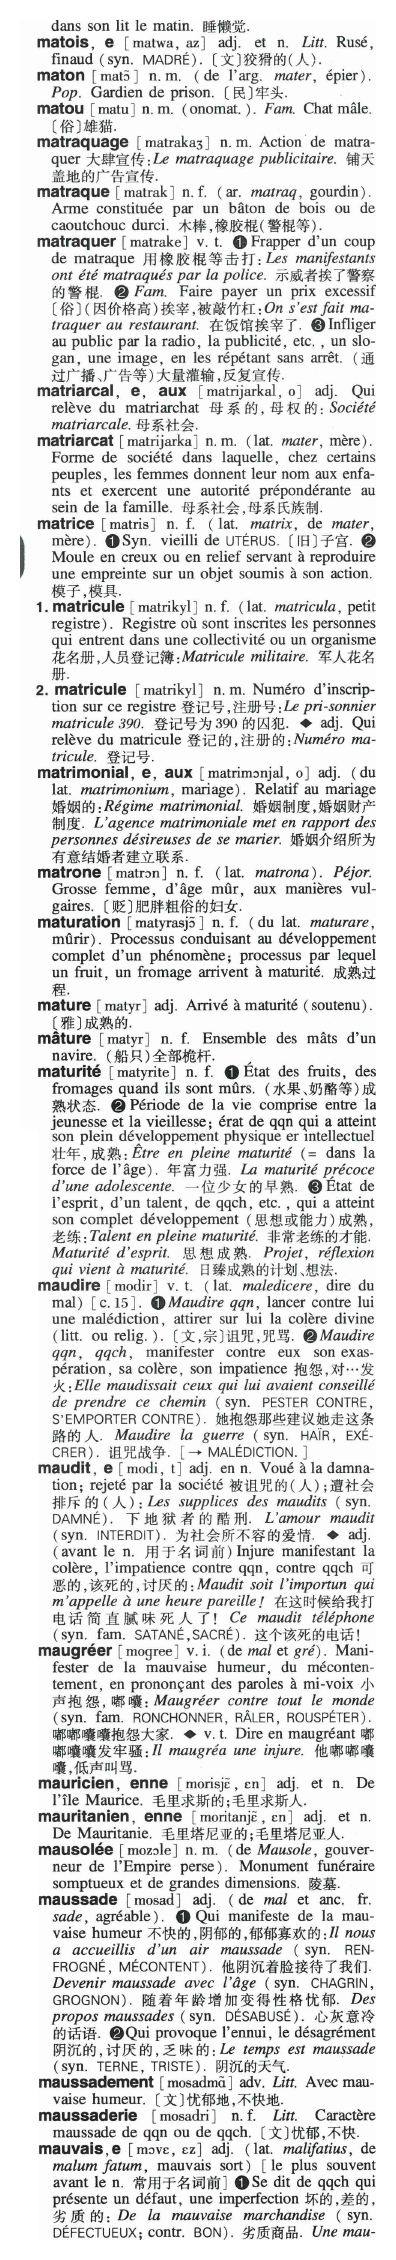 dans son lit le matin. 睡懒觉.
matois, e [matwa, az] adj. et n. Litt. Rusé,
finaud (syn. MADRÉ). 〔文〕狡猾的(人).
maton [matɔ̃] n. m. (de l'arg. mater, épier).
Pop. Gardien de prison. 〔民〕牢头.
matou [matu] n. m. (onomat.). Fam. Chat mâle.
〔俗〕雄猫.
matraquage [matrakaʒ] n. m. Action de matra-
quer 大肆宣传:Le matraquage publicitaire. 铺天
盖地的广告宣传.
matraque [matrak] n. f. (ar. matraq, gourdin).
Arme constituée par un bâton de bois ou de
caoutchouc durci. 木棒,橡胶棍(警棍等).
matraquer [matrake] v. t. ❶Frapper d'un coup
de matraque 用橡胶棍等击打:Les manifestants
ont été matraqués par la police. 示威者挨了警察
的警棍. ❷ Fam. Faire payer un prix excessif
〔俗〕(因价格高)挨宰,被敲竹杠:On s'est fait ma-
traquer au restaurant. 在饭馆挨宰了. ❸Infliger
au public par la radio, la publicité, etc., un slo-
gan, une image, en les répétant sans arrêt. (通
过广播、广告等)大量灌输,反复宣传.
matriarcal, e, aux [matrijarkal, o] adj. Qui
relève du matriarchat 母系的,母权的: Société
matriarcale. 母系社会.
matriarcat [matrijarka] n. m. (lat. mater, mère).
Forme de société dans laquelle, chez certains
peuples, les femmes donnent leur nom aux enfa-
nts et exercent une autorité prépondérante au
sein de la famille. 母系社会,母系氏族制.
matrice [matris] n. f. (lat. matrix, de mater,
mère). ❶Syn. vieilli de UTÉRUS. 〔旧〕子宫. ❷
Moule en creux ou en relief servant à reproduire
une empreinte sur un objet soumis à son action.
模子,模具.
1. matricule [matrikyl] n. f. (lat. matricula, petit
registre). Registre où sont inscrites les personnes
qui entrent dans une collectivité ou un organisme
花名册,人员登记簿:Matricule militaire. 军人花名
册.
2. matricule [matrikyl] n. m. Numéro d'inscrip-
tion sur ce registre 登记号,注册号:Le pri-sonnier
matricule 390. 登记号为390的囚犯. ◆ adj. Qui
relève du matricule 登记的,注册的:Numéro ma-
tricule. 登记号.
matrimonial, e, aux [matrimɔnjal, o] adj. (du
lat. matrimonium, mariage). Relatif au mariage
婚姻的:Régime matrimonial. 婚姻制度,婚姻财产
制度. L'agence matrimoniale met en rapport des
personnes désireuses de se marier. 婚姻介绍所为
有意结婚者建立联系.
matrone [matrɔn] n. f. (lat. matrona). Péjor.
Grosse femme, d'âge mûr, aux manières vul-
gaires. 〔贬〕肥胖粗俗的妇女.
maturation [matyrasjɔ̃] n. f. (du lat. maturare,
mûrir). Processus conduisant au développement
complet d'un phénomène; processus par lequel
un fruit, un fromage arrivent à maturité. 成熟过
程.
mature [matyr] adj. Arrivé à maturité (soutenu).
〔雅〕成熟的.
mâture [matyr] n. f. Ensemble des mâts d'un
navire. (船只)全部桅杆.
maturité [matyrite] n. f. ❶ État des fruits, des
fromages quand ils sont mûrs. (水果、奶酪等)成
熟状态. ❷ Période de la vie comprise entre la
jeunesse et la vieillesse; érat de qqn qui a atteint
son plein développement physique er intellectuel
壮年,成熟:Être en pleine maturité (= dans la
force de l'âge). 年富力强. La maturité précoce
d'une adolescente. 一位少女的早熟. ❸État de
l'esprit, d'un talent, de qqch, etc., qui a atteint
son complet développement (思想或能力)成熟,
老练:Talent en pleine maturité. 非常老练的才能.
Maturité d'esprit. 思想成熟. Projet, réflexion
qui vient à maturité. 日臻成熟的计划、想法.
maudire [modir] v. t. (lat. maledicere, dire du
mal) [c. 15]. ❶Maudire qqn, lancer contre lui
une malédiction, attirer sur lui la colère divine
(litt. ou relig.). 〔文,宗〕诅咒,咒骂. ❷Maudire
qqn, qqch, manifester contre eux son exas-
pération, sa colère, son impatience 抱怨,对…发
火:Elle maudissait ceux qui lui avaient conseillé
de prendre ce chemin (syn. PESTER CONTRE,
S'EMPORTER CONTRE). 她抱怨那些建议她走这条
路的人. Maudire la guerre (syn. HAÏR, EXÉ-
CRER). 诅咒战争. [→ MALÉDICTION.]
maudit, e [modi, t] adj. en n. Voué à la damna-
tion; rejeté par la société 被诅咒的(人);遭社会
排斥的(人): Les supplices des maudits (syn.
DAMNÉ). 下地狱者的酷刑. L'amour maudit
(syn. INTERDIT). 为社会所不容的爱情. ◆ adj.
(avant le n. 用于名词前)Injure manifestant la
colère, l'impatience contre qqn, contre qqch 可
恶的,该死的,讨厌的:Maudit soit l'importun qui
m'appelle à une heure pareille! 在这时候给我打
电话简直腻味死人了! Ce maudit téléphone
(syn. fam. SATANÉ,SACRÉ). 这个该死的电话!
maugréer [mogree] v. i. (de mal et gré). Mani-
fester de la mauvaise humeur, du mécontен-
tement, en prononçant des paroles à mi-voix 小
声抱怨,嘟囔: Maugréer contre tout le monde
(syn. fam. RONCHONNER, RÂLER, ROUSPÉTER).
嘟嘟囔囔抱怨大家. ◆ v. t. Dire en maugréant 嘟
嘟囔囔发牢骚:Il maugréa une injure. 他嘟嘟囔
囔,低声叫骂.
mauricien, enne [morisjɛ̃, ɛn] adj. et n. De
l'île Maurice. 毛里求斯的;毛里求斯人.
mauritanien, enne [moritanjɛ̃, ɛn] adj. et n.
De Mauritanie. 毛里塔尼亚的;毛里塔尼亚人.
mausolée [mozɔle] n. m. (de Mausole, gouver-
neur de l'Empire perse). Monument funéraire
somptueux et de grandes dimensions. 陵墓.
maussade [mosad] adj. (de mal et anc. fr.
sade, agréable). ❶ Qui manifeste de la mau-
vaise humeur 不快的,阴郁的,郁郁寡欢的:Il nous
a accueillis d'un air maussade (syn. REN-
FROGNÉ, MÉCONTENT). 他阴沉着脸接待了我们.
Devenir maussade avec l'âge (syn. CHAGRIN,
GROGNON). 随着年龄增加变得性格忧郁. Des
propos maussades (syn. DÉSABUSÉ). 心灰意冷
的话语. ❷Qui provoque l'ennui, le désagrément
阴沉的,讨厌的,乏味的: Le temps est maussade
(syn. TERNE, TRISTE). 阴沉的天气.
maussadement [mosadmɑ̃] adv. Litt. Avec mau-
vaise humeur. 〔文〕忧郁地,不快地.
maussaderie [mosadri] n. f. Litt. Caractère
maussade de qqn ou de qqch. 〔文〕忧郁,不快.
mauvais, e [mɔvɛ, ɛz] adj. (lat. malifatius, de
malum fatum, mauvais sort) [le plus souvent
avant le n. 常用于名词前] ❶Se dit de qqch qui
présente un défaut, une imperfection 坏的,差的,
劣质的: De la mauvaise marchandise (syn.
DÉFECTUEUX; contr. BON). 劣质商品. Une mau-